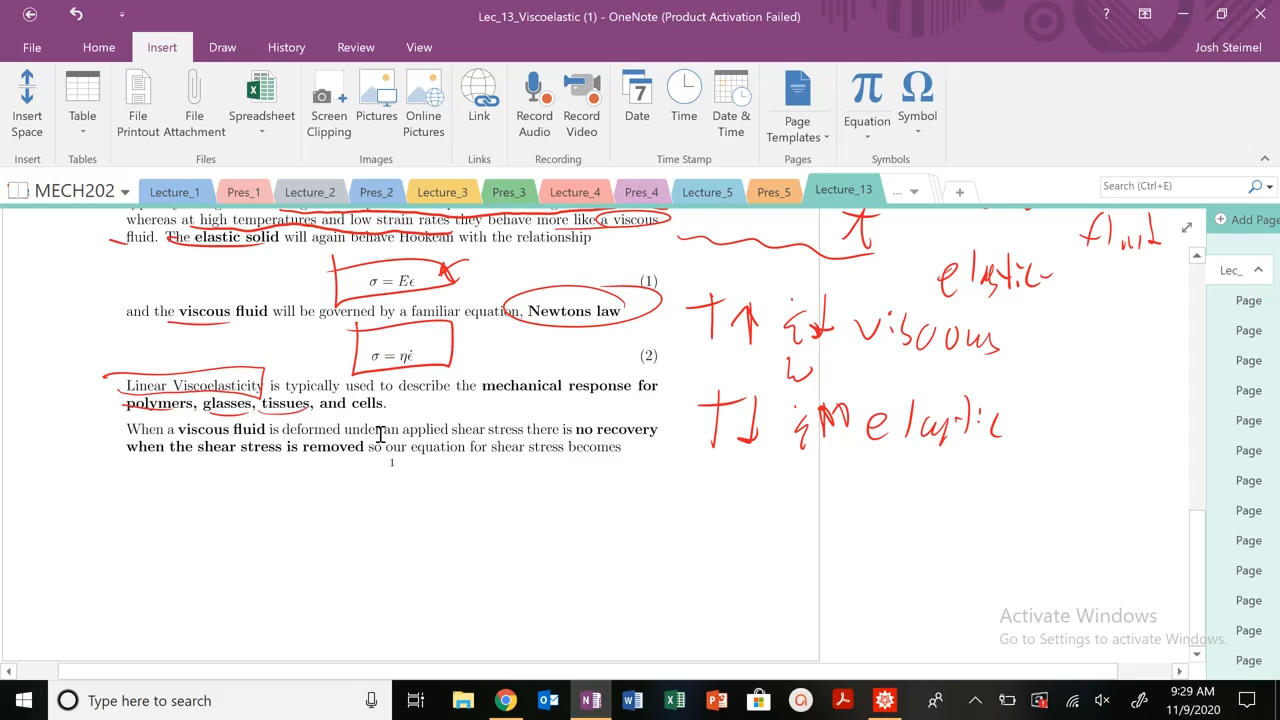 Lec_13_Viscoelastic (1) - OneNote (Product Activation Failed)
?
File Home Insert Draw History Review View Josh Steimel
Insert Space
Table
File Printout
File Attachment
Spreadsheet
Screen Clipping
Pictures
Online Pictures
Link
Record Audio
Record Video
Date
Time
Date & Time
Page Templates
Equation
Symbol
Insert Tables Files Images Links Recording Time Stamp Pages Symbols
MECH202 Lecture_1 Pres_1 Lecture_2 Pres_2 Lecture_3 Pres_3 Lecture_4 Pres_4 Lecture_5 Pres_5 Lecture_13 ... Search (Ctrl+E)
Add Page
Lec_
whereas at high temperatures and low strain rates they behave more like a viscous
fluid. The elastic solid will again behave Hookean with the relationship
σ = Eϵ (1)
and the viscous fluid will be governed by a familiar equation, Newtons law
σ = ηϵ̇ (2)
Linear Viscoelasticity is typically used to describe the mechanical response for
polymers, glasses, tissues, and cells.
When a viscous fluid is deformed under an applied shear stress there is no recovery
when the shear stress is removed so our equation for shear stress becomes
1
t
fluid
elastic
T↑ ε̇↓ viscous
ω
T↓ ε̇↑↑ elastic
Page
Page
Page
Page
Page
Page
Page
Page
Page
Page
Page
Page
Page
Activate Windows
Go to Settings to activate Windows.
Type here to search
9:29 AM
11/9/2020